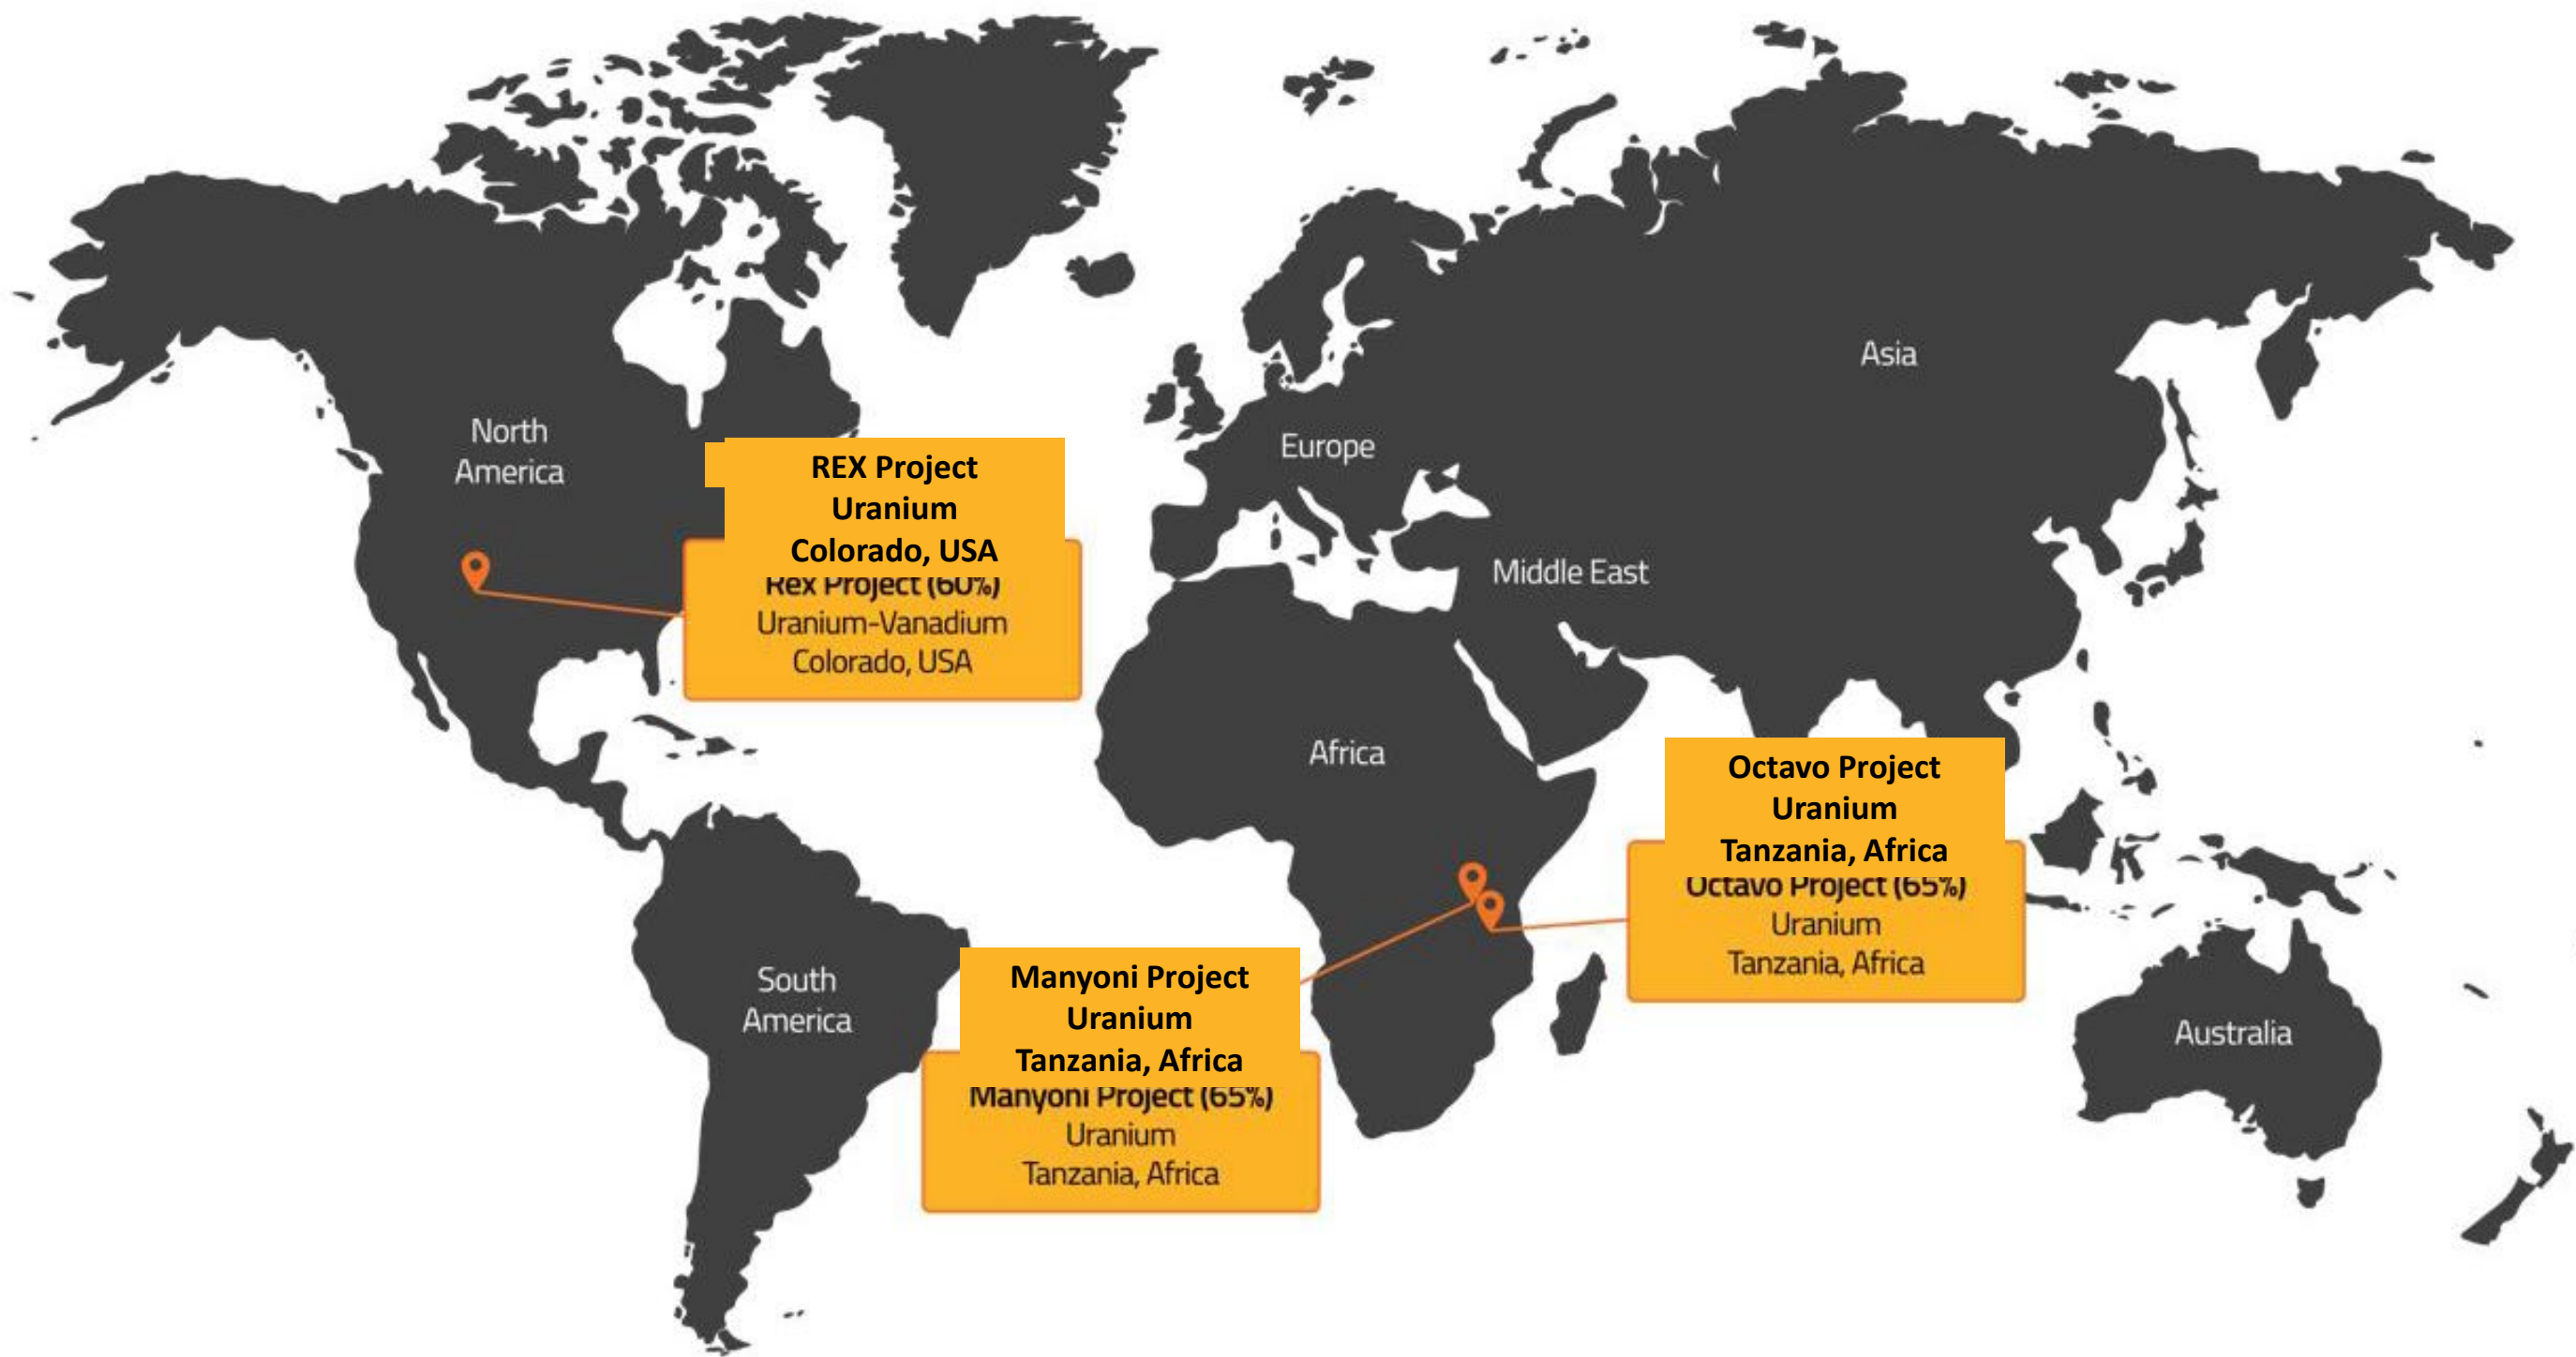 North
America
REX Project
Uranium
Colorado, USA
Rex Project (60%)
Uranium-Vanadium
Colorado, USA
Europe
Asia
Middle East
Africa
Octavo Project
Uranium
Tanzania, Africa
Octavo Project (65%)
Uranium
Tanzania, Africa
Manyoni Project
Uranium
Tanzania, Africa
Manyoni Project (65%)
Uranium
Tanzania, Africa
South
America
Australia